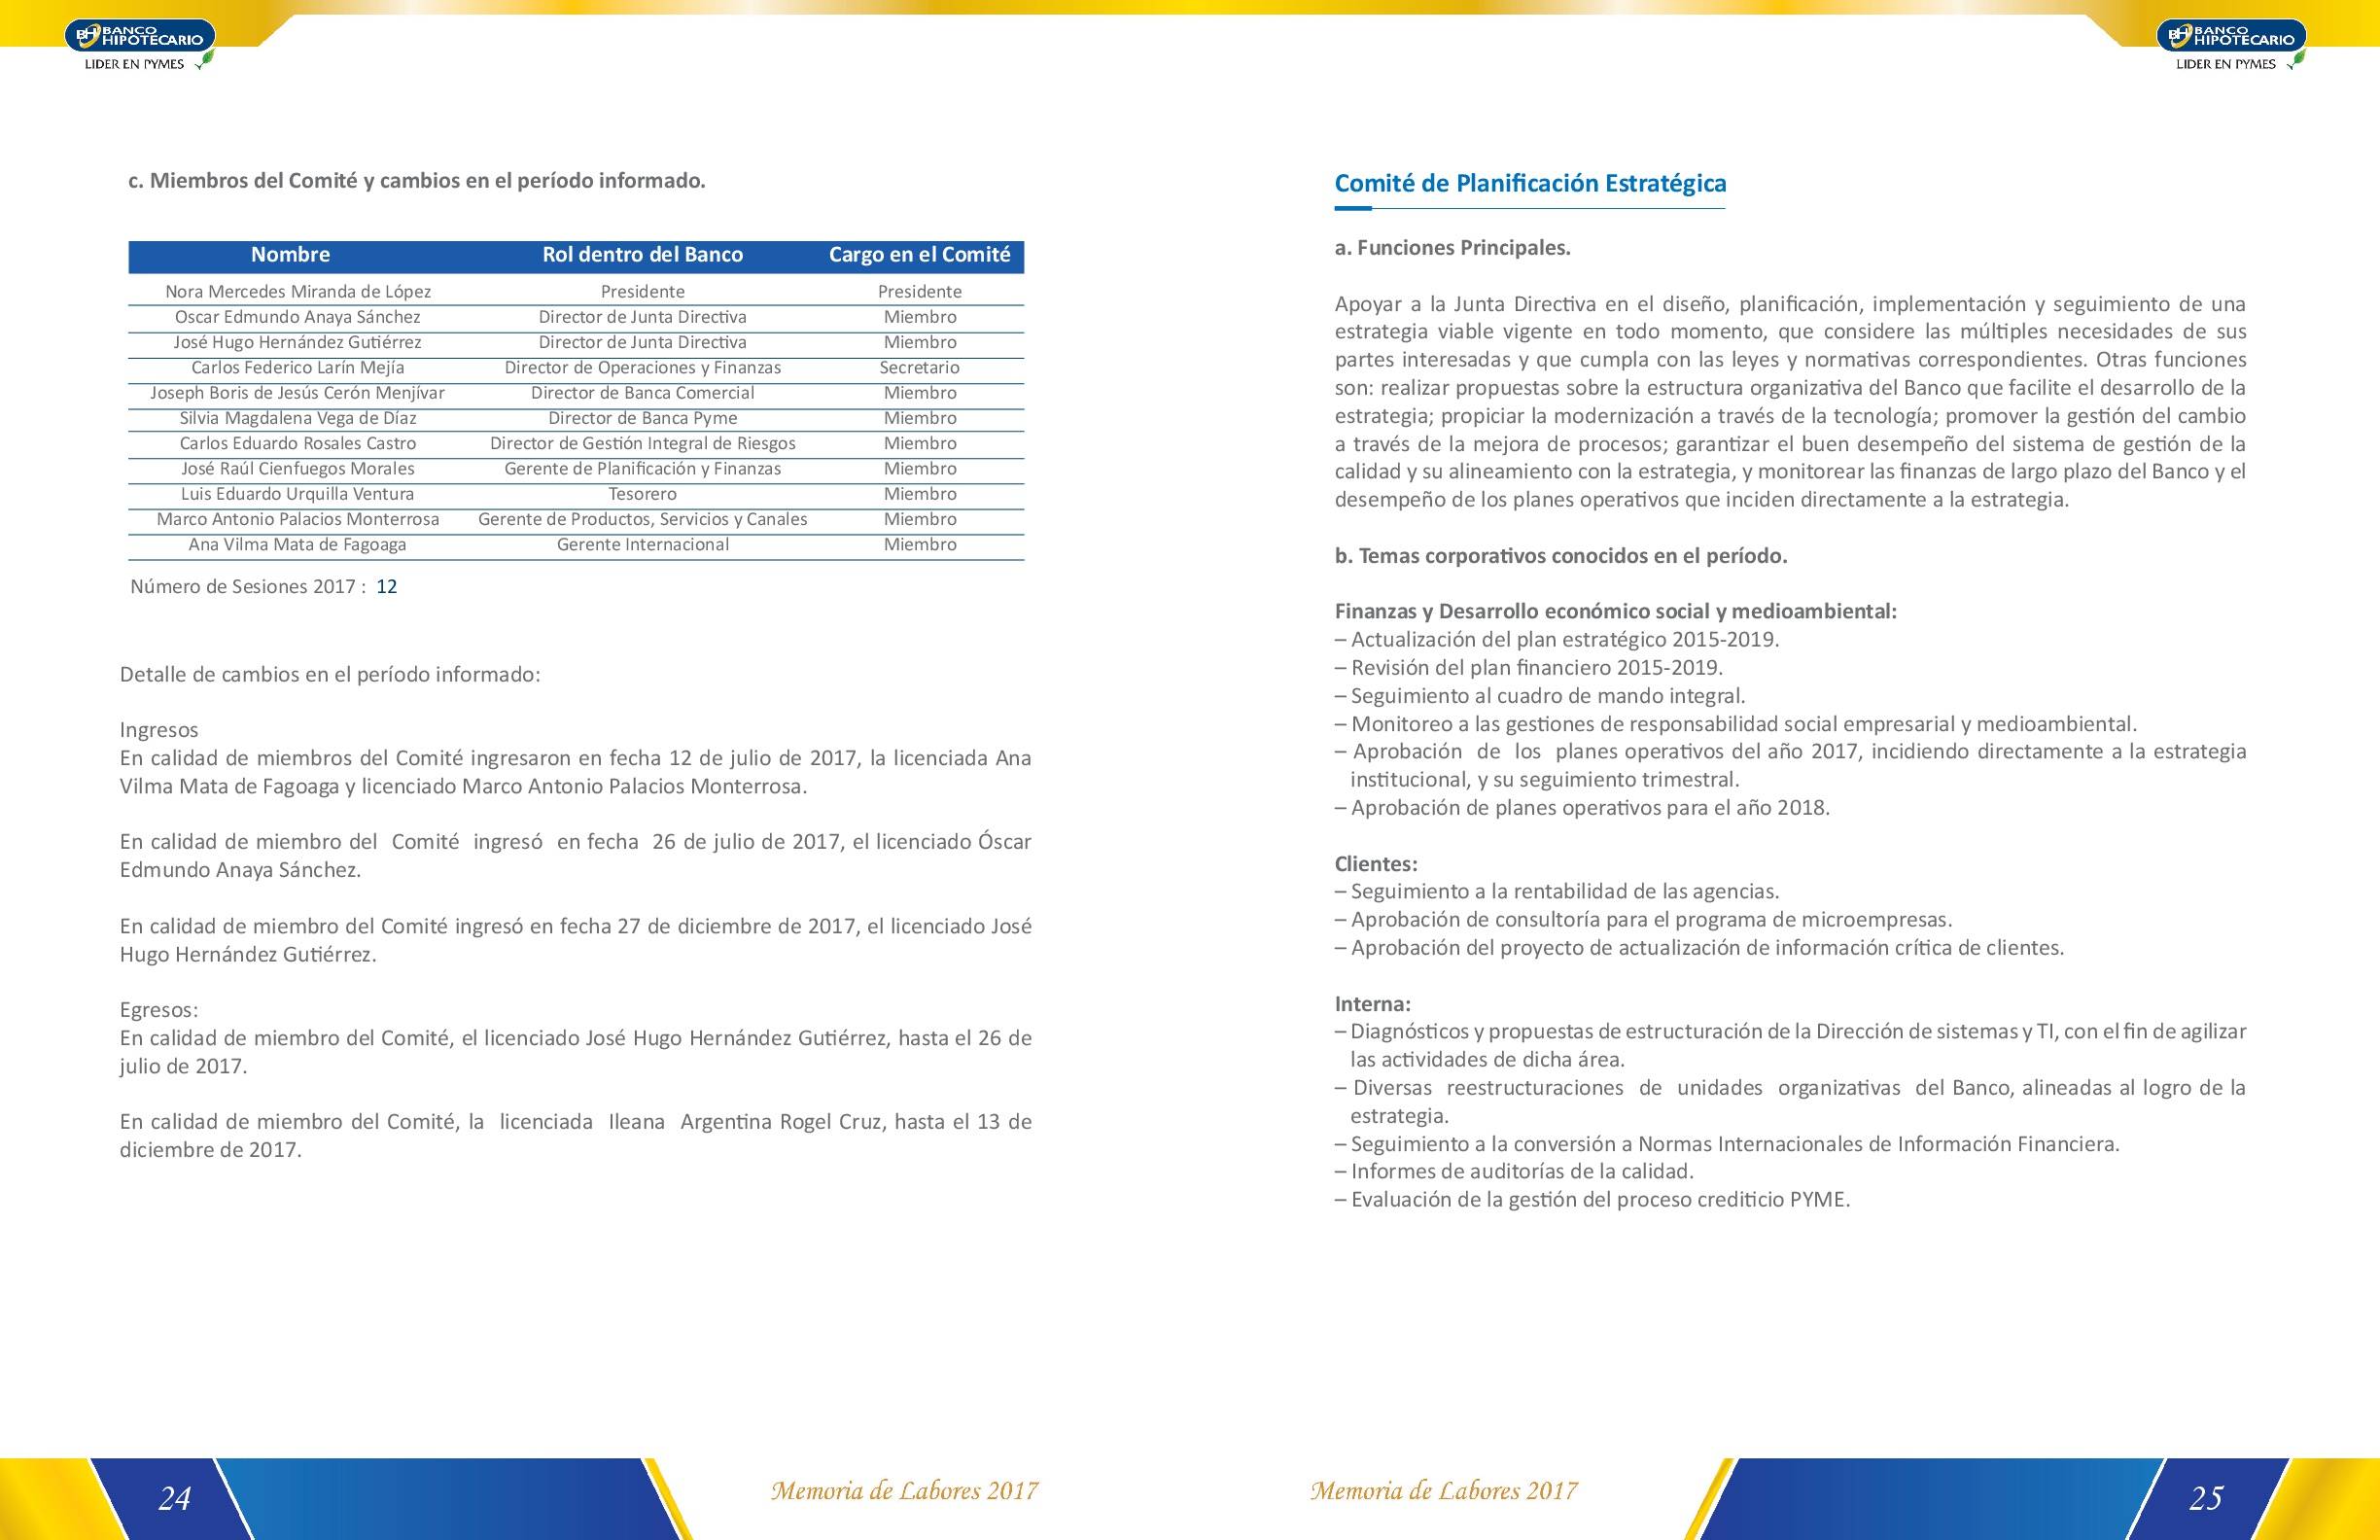 BH BANCO
HIPOTECARIO
LIDER EN PYMES
c. Miembros del Comité y cambios en el período informado.
Nombre Rol dentro del Banco Cargo en el Comité
Nora Mercedes Miranda de López Presidente Presidente
Oscar Edmundo Anaya Sánchez Director de Junta Directiva Miembro
José Hugo Hernández Gutiérrez Director de Junta Directiva Miembro
Carlos Federico Larín Mejía Director de Operaciones y Finanzas Secretario
Joseph Boris de Jesús Cerón Menjívar Director de Banca Comercial Miembro
Silvia Magdalena Vega de Díaz Director de Banca Pyme Miembro
Carlos Eduardo Rosales Castro Director de Gestión Integral de Riesgos Miembro
José Raúl Cienfuegos Morales Gerente de Planificación y Finanzas Miembro
Luis Eduardo Urquilla Ventura Tesorero Miembro
Marco Antonio Palacios Monterrosa Gerente de Productos, Servicios y Canales Miembro
Ana Vilma Mata de Fagoaga Gerente Internacional Miembro
Número de Sesiones 2017 : 12
Detalle de cambios en el período informado:
Ingresos
En calidad de miembros del Comité ingresaron en fecha 12 de julio de 2017, la licenciada Ana
Vilma Mata de Fagoaga y licenciado Marco Antonio Palacios Monterrosa.
En calidad de miembro del Comité ingresó en fecha 26 de julio de 2017, el licenciado Óscar
Edmundo Anaya Sánchez.
En calidad de miembro del Comité ingresó en fecha 27 de diciembre de 2017, el licenciado José
Hugo Hernández Gutiérrez.
Egresos:
En calidad de miembro del Comité, el licenciado José Hugo Hernández Gutiérrez, hasta el 26 de
julio de 2017.
En calidad de miembro del Comité, la licenciada Ileana Argentina Rogel Cruz, hasta el 13 de
diciembre de 2017.
24
Memoria de Labores 2017
BH BANCO
HIPOTECARIO
LIDER EN PYMES
Comité de Planificación Estratégica
a. Funciones Principales.
Apoyar a la Junta Directiva en el diseño, planificación, implementación y seguimiento de una
estrategia viable vigente en todo momento, que considere las múltiples necesidades de sus
partes interesadas y que cumpla con las leyes y normativas correspondientes. Otras funciones
son: realizar propuestas sobre la estructura organizativa del Banco que facilite el desarrollo de la
estrategia; propiciar la modernización a través de la tecnología; promover la gestión del cambio
a través de la mejora de procesos; garantizar el buen desempeño del sistema de gestión de la
calidad y su alineamiento con la estrategia, y monitorear las finanzas de largo plazo del Banco y el
desempeño de los planes operativos que inciden directamente a la estrategia.
b. Temas corporativos conocidos en el período.
Finanzas y Desarrollo económico social y medioambiental:
– Actualización del plan estratégico 2015-2019.
– Revisión del plan financiero 2015-2019.
– Seguimiento al cuadro de mando integral.
– Monitoreo a las gestiones de responsabilidad social empresarial y medioambiental.
– Aprobación de los planes operativos del año 2017, incidiendo directamente a la estrategia
institucional, y su seguimiento trimestral.
– Aprobación de planes operativos para el año 2018.
Clientes:
– Seguimiento a la rentabilidad de las agencias.
– Aprobación de consultoría para el programa de microempresas.
– Aprobación del proyecto de actualización de información crítica de clientes.
Interna:
– Diagnósticos y propuestas de estructuración de la Dirección de sistemas y TI, con el fin de agilizar
las actividades de dicha área.
– Diversas reestructuraciones de unidades organizativas del Banco, alineadas al logro de la
estrategia.
– Seguimiento a la conversión a Normas Internacionales de Información Financiera.
– Informes de auditorías de la calidad.
– Evaluación de la gestión del proceso crediticio PYME.
Memoria de Labores 2017
25